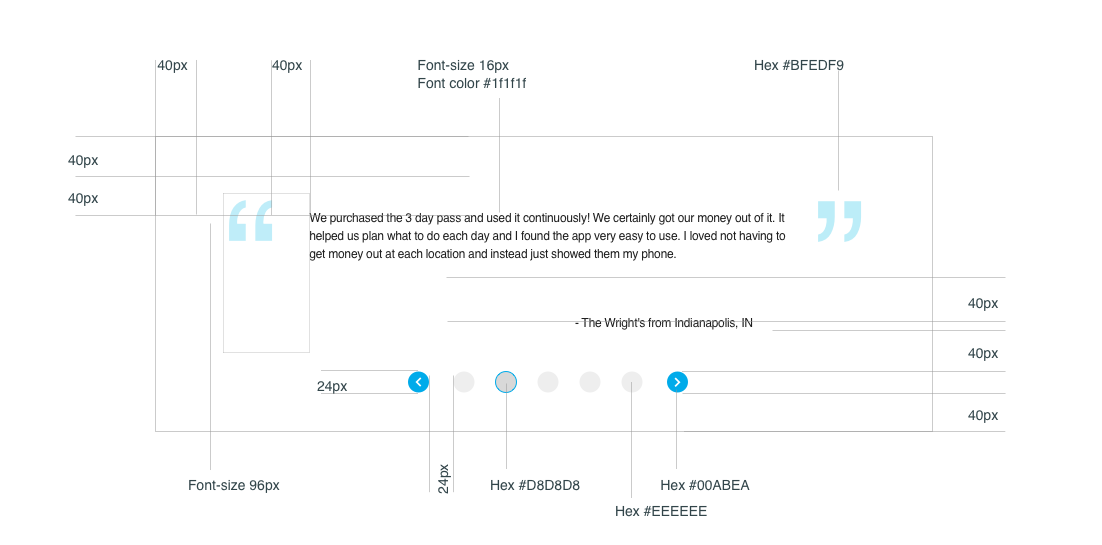 40px
40px
Font-size 16px
Font color #1f1f1f
Hex #BFEDF9
40px
40px
“
We purchased the 3 day pass and used it continuously! We certainly got our money out of it. It
helped us plan what to do each day and I found the app very easy to use. I loved not having to
get money out at each location and instead just showed them my phone.
”
40px
- The Wright's from Indianapolis, IN
40px
24px
40px
24px
Font-size 96px
Hex #D8D8D8
Hex #00ABEA
Hex #EEEEEE